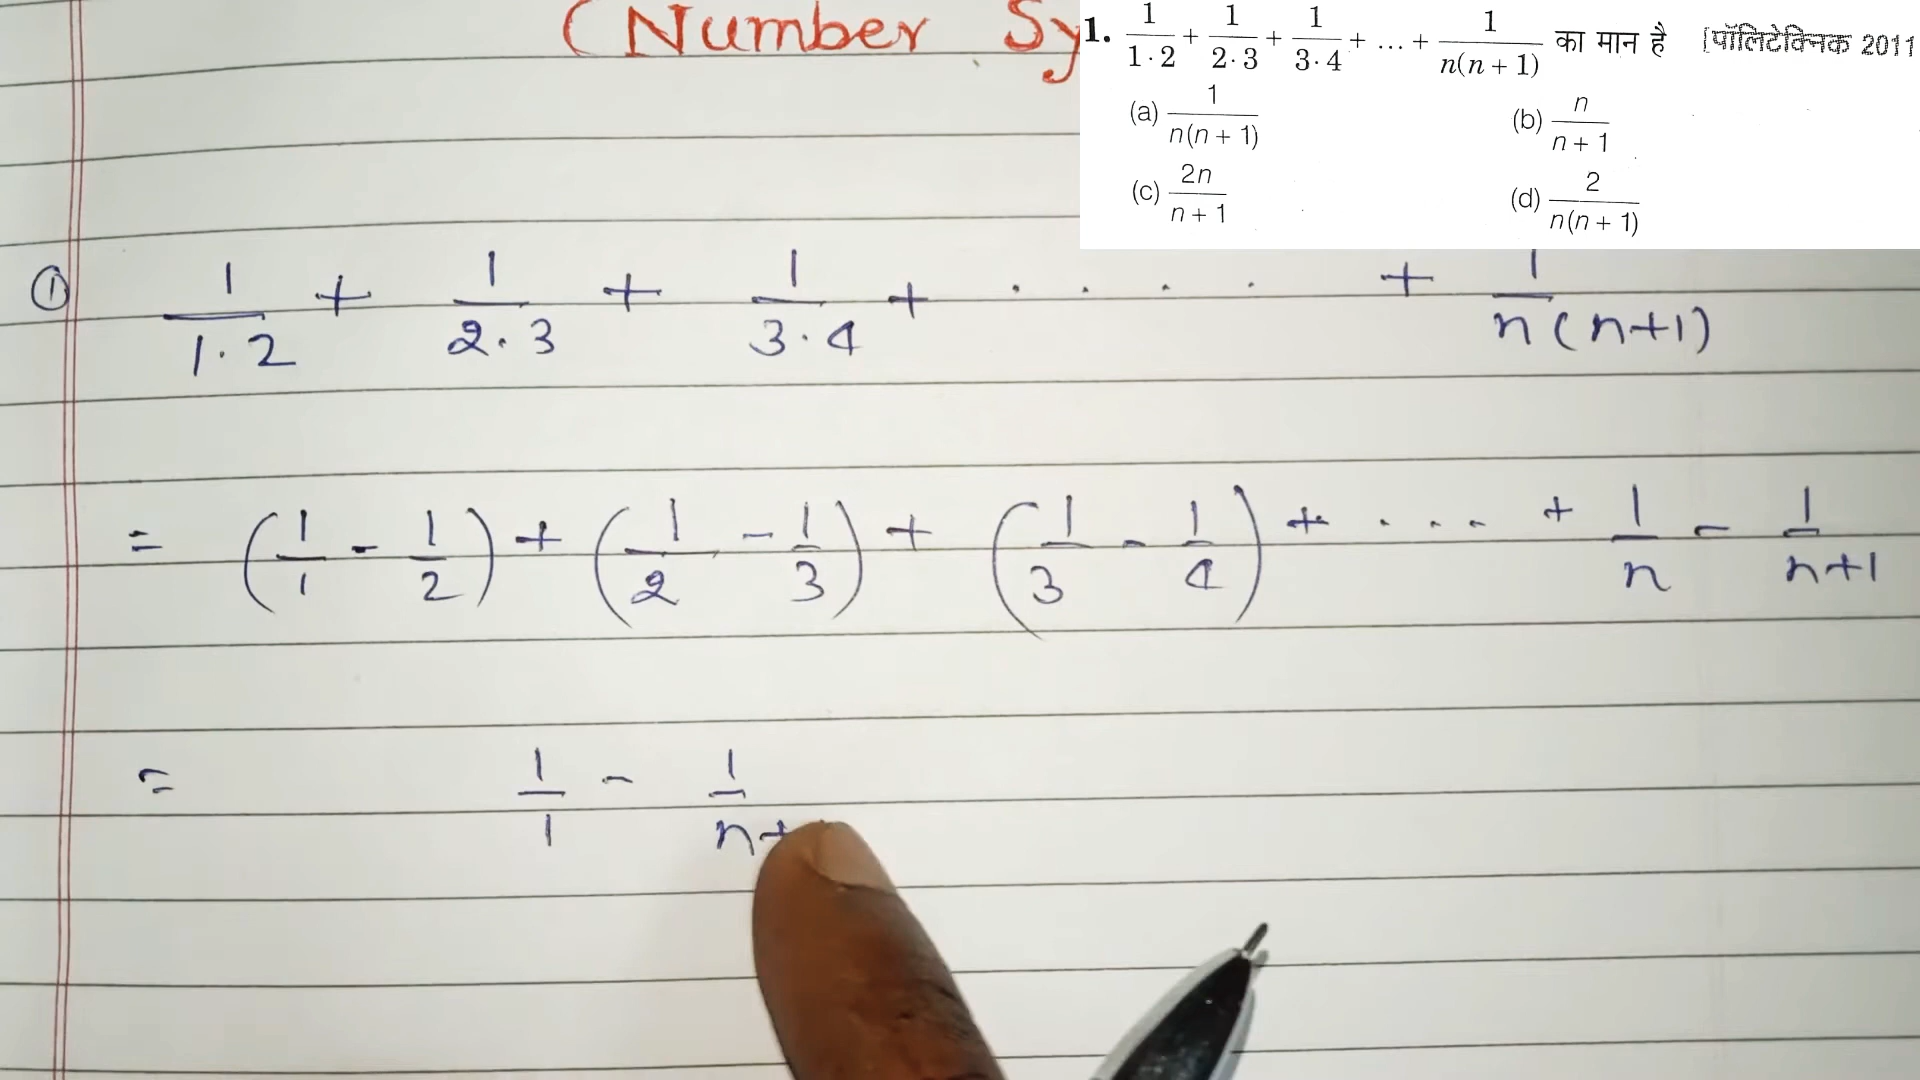 (Number Sy
1. 1/(1·2) + 1/(2·3) + 1/(3·4) + ... + 1/(n(n + 1)) का मान है [पॉलिटेक्निक 2011
(a) 1/(n(n + 1)) (b) n/(n + 1)
(c) 2n/(n + 1) (d) 2/(n(n + 1))
① 1/(1·2) + 1/(2·3) + 1/(3·4) + . . . . . + 1/(n(n+1))
= (1/1 - 1/2) + (1/2 - 1/3) + (1/3 - 1/4) + . . . + 1/n - 1/(n+1)
= 1/1 - 1/(n+